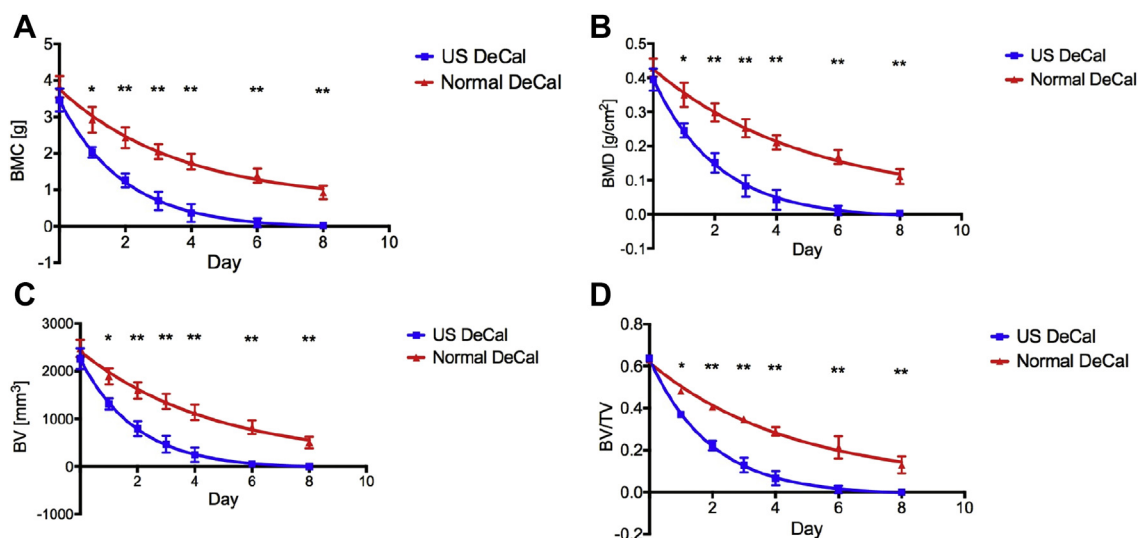 A
US DeCal
Normal DeCal
BMC [g]
5
4
3
2
1
0
-1
* ** ** ** ** **
2 4 6 8 10
Day
B
US DeCal
Normal DeCal
BMD [g/cm²]
0.5
0.4
0.3
0.2
0.1
0.0
-0.1
* ** ** ** ** **
2 4 6 8 10
Day
C
US DeCal
Normal DeCal
BV [mm³]
3000
2000
1000
0
-1000
* ** ** ** ** **
2 4 6 8 10
Day
D
US DeCal
Normal DeCal
BV/TV
0.8
0.6
0.4
0.2
0.0
-0.2
* ** ** ** ** **
2 4 6 8 10
Day